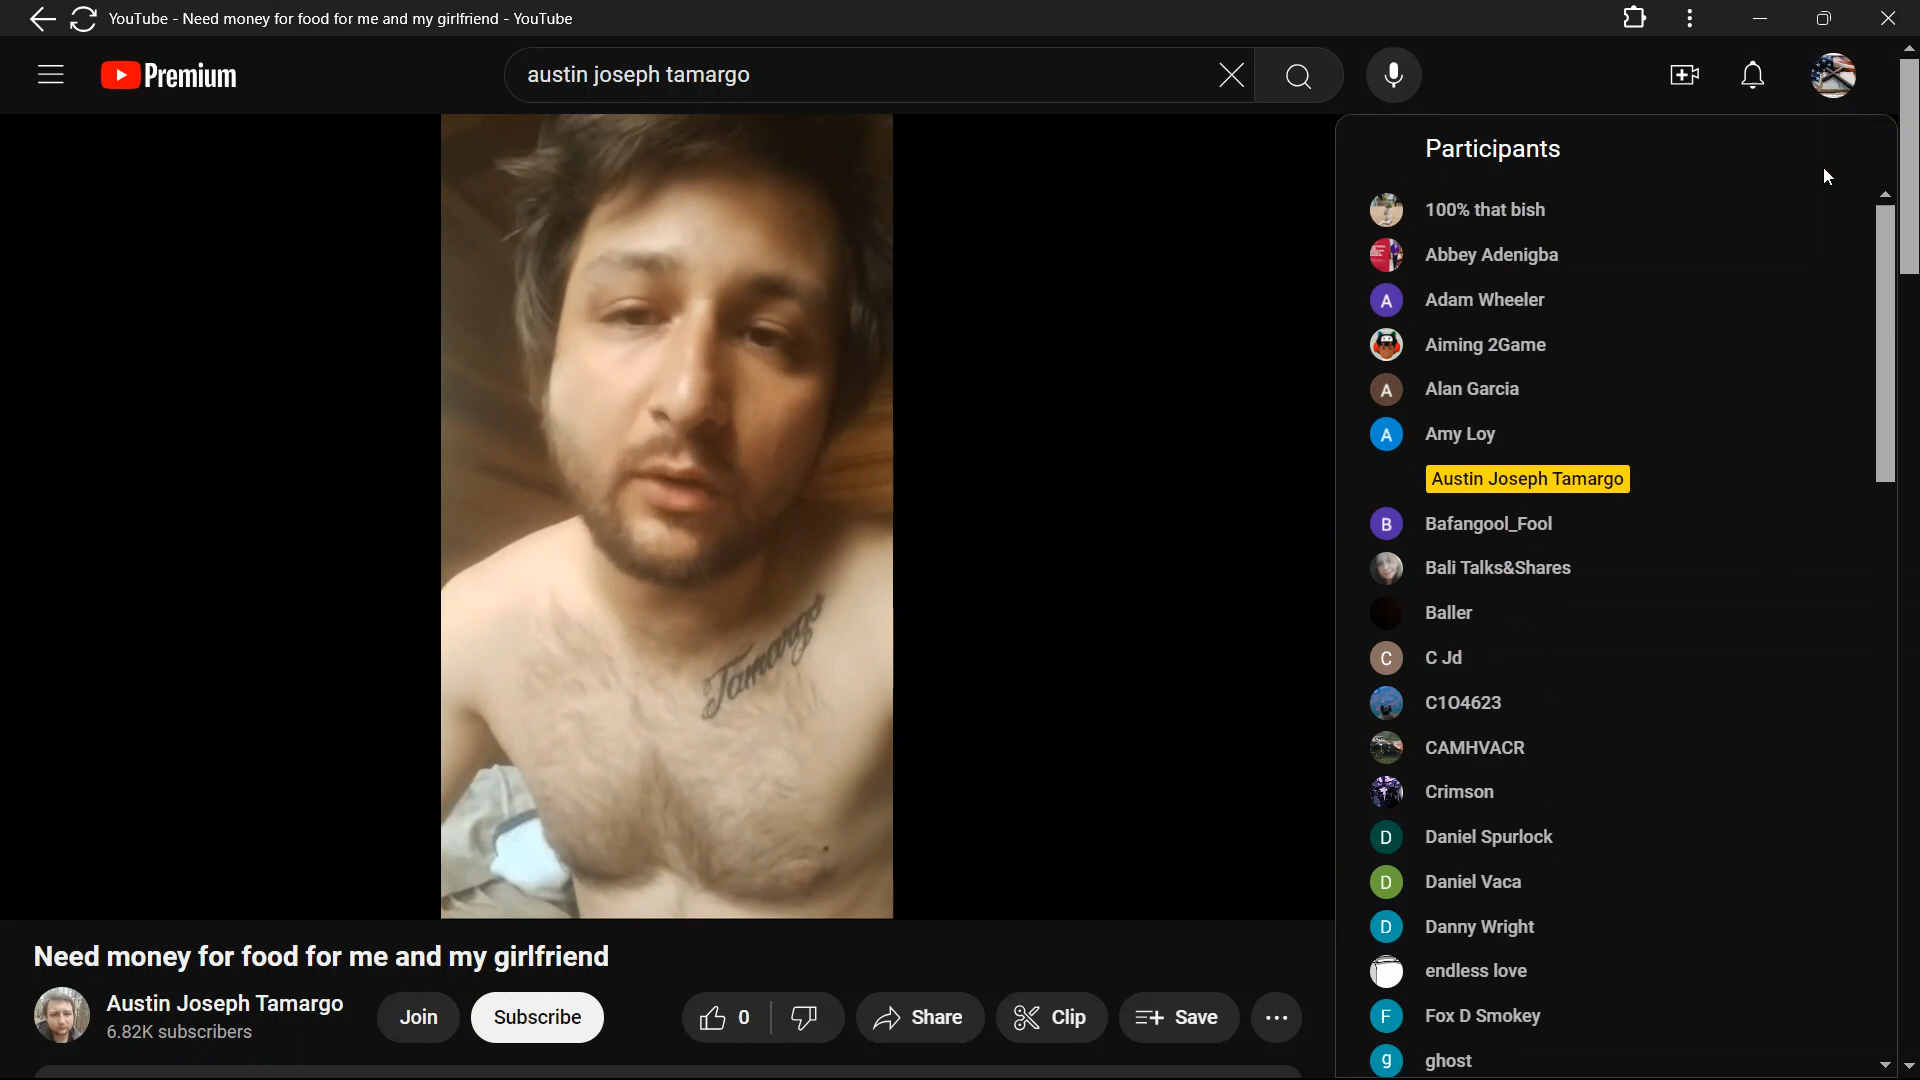 YouTube - Need money for food for me and my girlfriend - YouTube
Premium
austin joseph tamargo
Participants
100% that bish
Abbey Adenigba
A Adam Wheeler
Aiming 2Game
A Alan Garcia
A Amy Loy
Austin Joseph Tamargo
B Bafangool_Fool
Bali Talks&Shares
Baller
C C Jd
C1O4623
CAMHVACR
Crimson
D Daniel Spurlock
D Daniel Vaca
D Danny Wright
endless love
F Fox D Smokey
g ghost
Tamargo
Need money for food for me and my girlfriend
Austin Joseph Tamargo
6.82K subscribers
Join
Subscribe
0
Share
Clip
Save